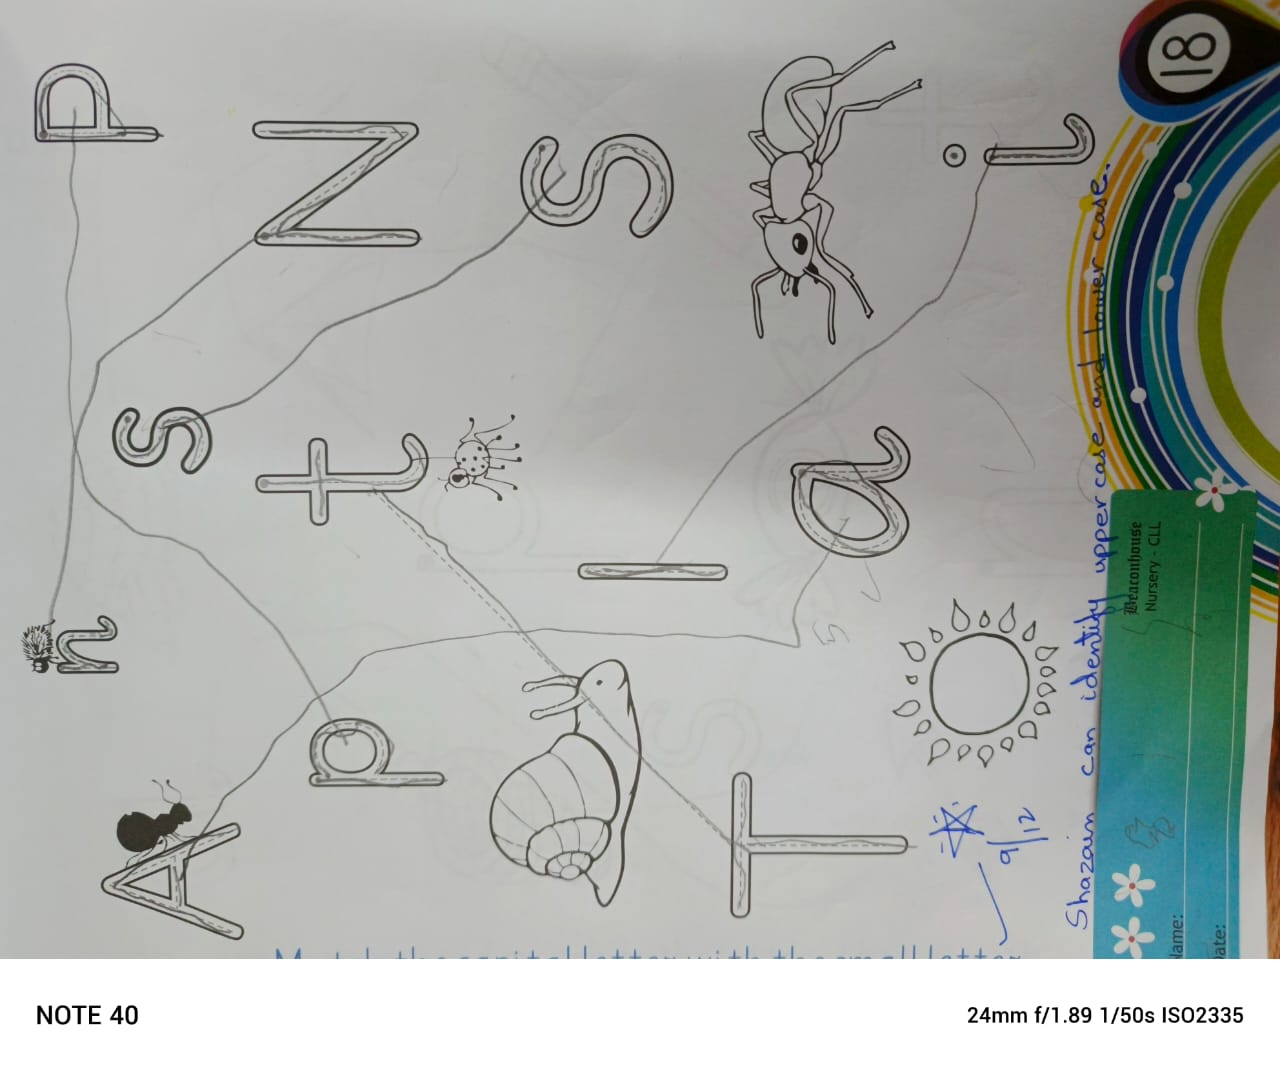 n P
A s
p t N
I S
T a i
9/12
Shazain can identify upper case and lower case.
Beaconhouse
Nursery - CLL
Name:
Date:
18
Match the capital letter with the small letter
NOTE 40
24mm f/1.89 1/50s ISO2335